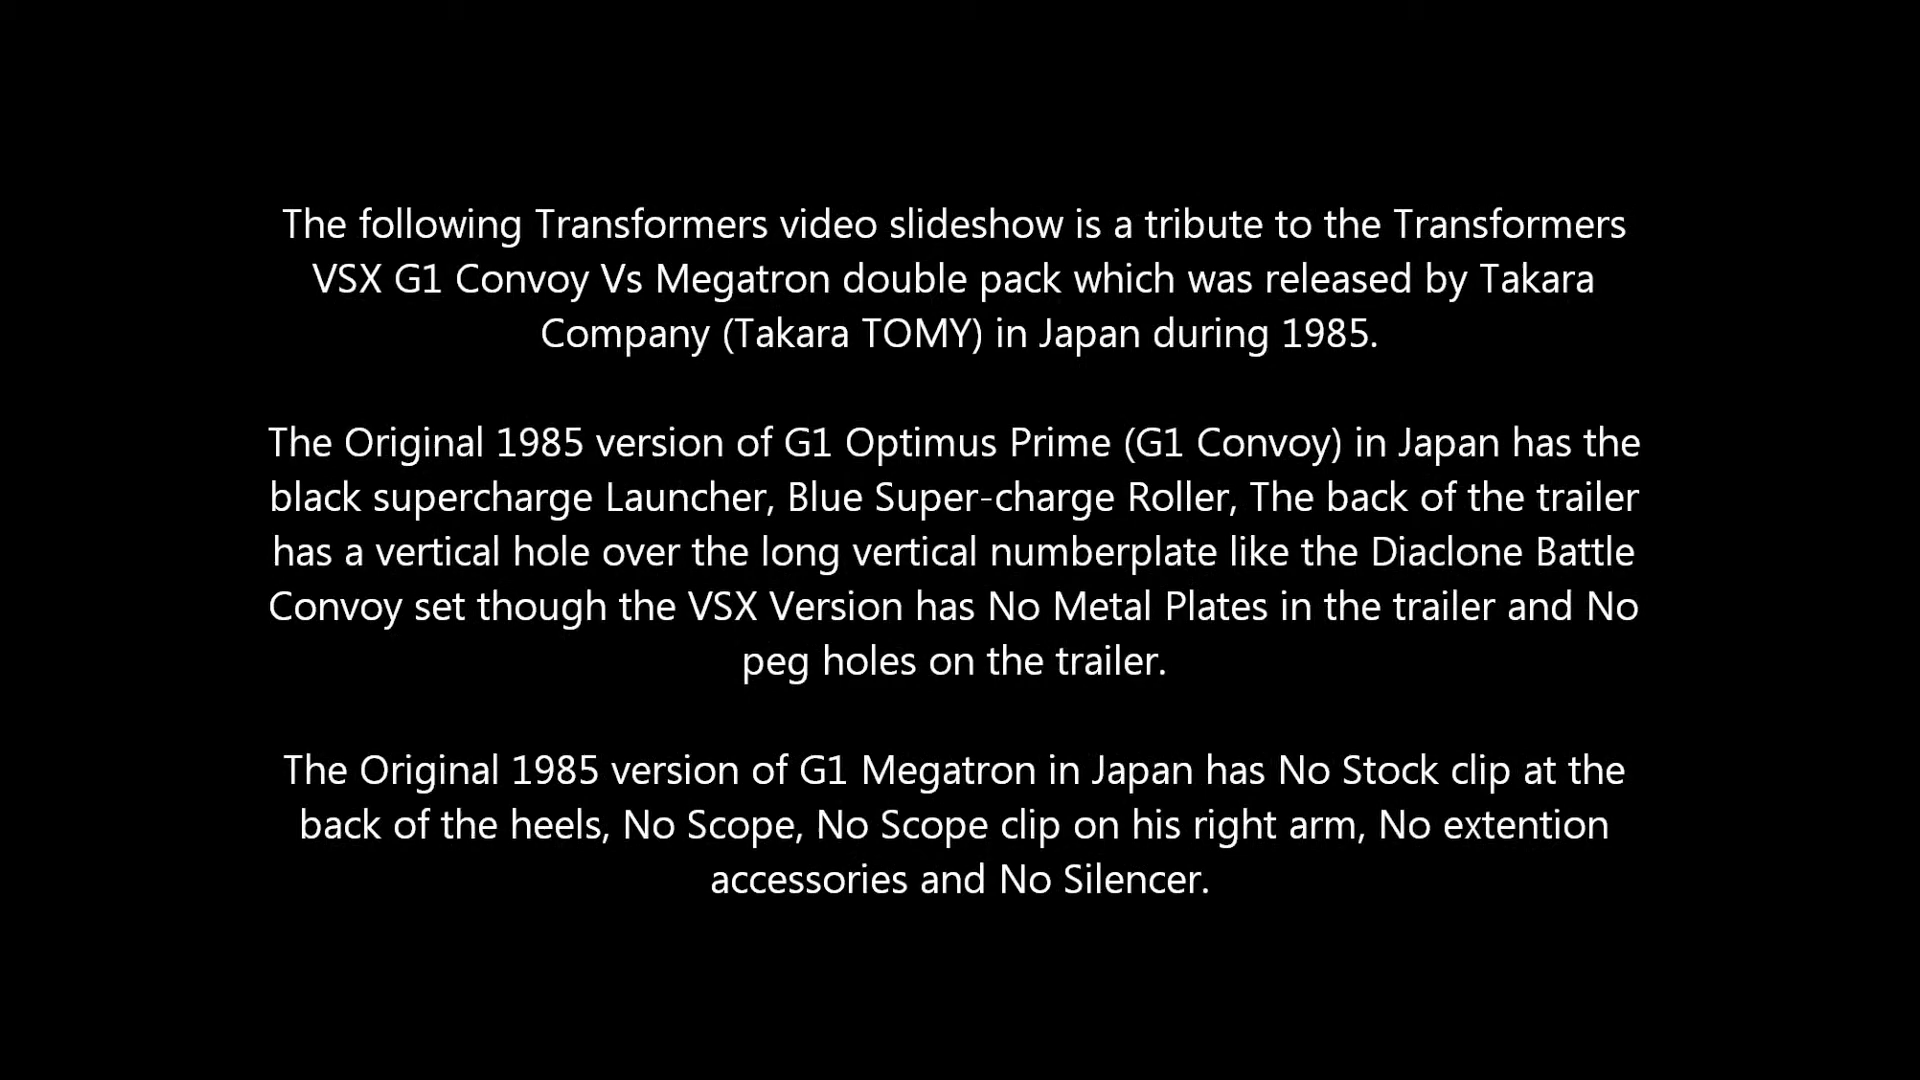 The following Transformers video slideshow is a tribute to the Transformers
VSX G1 Convoy Vs Megatron double pack which was released by Takara
Company (Takara TOMY) in Japan during 1985.
The Original 1985 version of G1 Optimus Prime (G1 Convoy) in Japan has the
black supercharge Launcher, Blue Super-charge Roller, The back of the trailer
has a vertical hole over the long vertical numberplate like the Diaclone Battle
Convoy set though the VSX Version has No Metal Plates in the trailer and No
peg holes on the trailer.
The Original 1985 version of G1 Megatron in Japan has No Stock clip at the
back of the heels, No Scope, No Scope clip on his right arm, No extention
accessories and No Silencer.